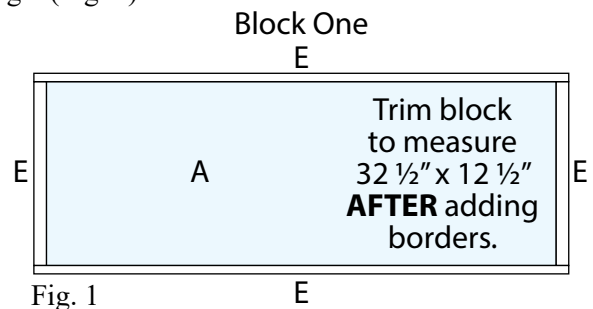 Block One
E
E
A
Trim block
to measure
32 ½” x 12 ½”
AFTER adding
borders.
E
Fig. 1
E